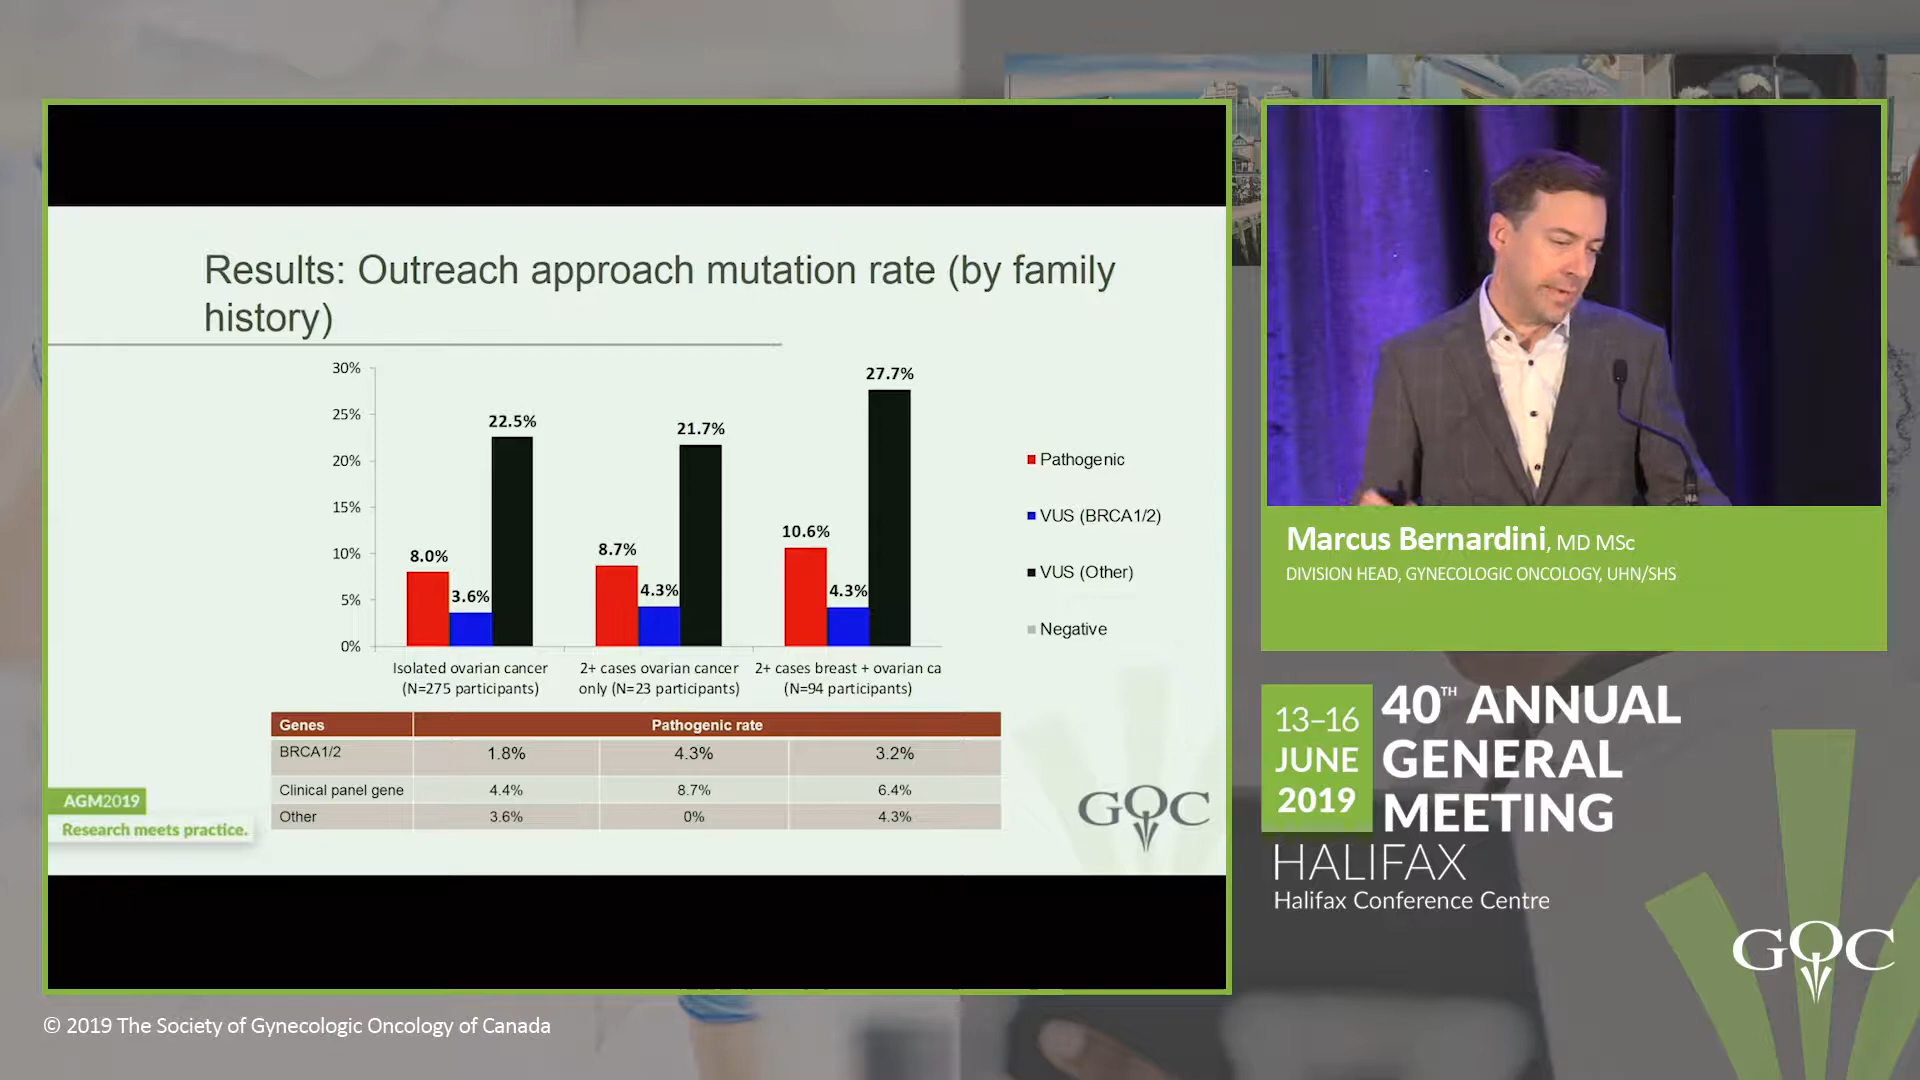 Results: Outreach approach mutation rate (by family
history)
30%
25%
20%
15%
10%
5%
0%
8.0%
3.6%
22.5%
8.7%
4.3%
21.7%
10.6%
4.3%
27.7%
Isolated ovarian cancer
(N=275 participants)
2+ cases ovarian cancer
only (N=23 participants)
2+ cases breast + ovarian ca
(N=94 participants)
Pathogenic
VUS (BRCA1/2)
VUS (Other)
Negative
Genes Pathogenic rate
BRCA1/2 1.8% 4.3% 3.2%
Clinical panel gene 4.4% 8.7% 6.4%
Other 3.6% 0% 4.3%
AGM2019
Research meets practice.
GOC
Marcus Bernardini, MD MSc
DIVISION HEAD, GYNECOLOGIC ONCOLOGY, UHN/SHS
13–16
JUNE
2019
40TH ANNUAL
GENERAL
MEETING
HALIFAX
Halifax Conference Centre
GOC
© 2019 The Society of Gynecologic Oncology of Canada